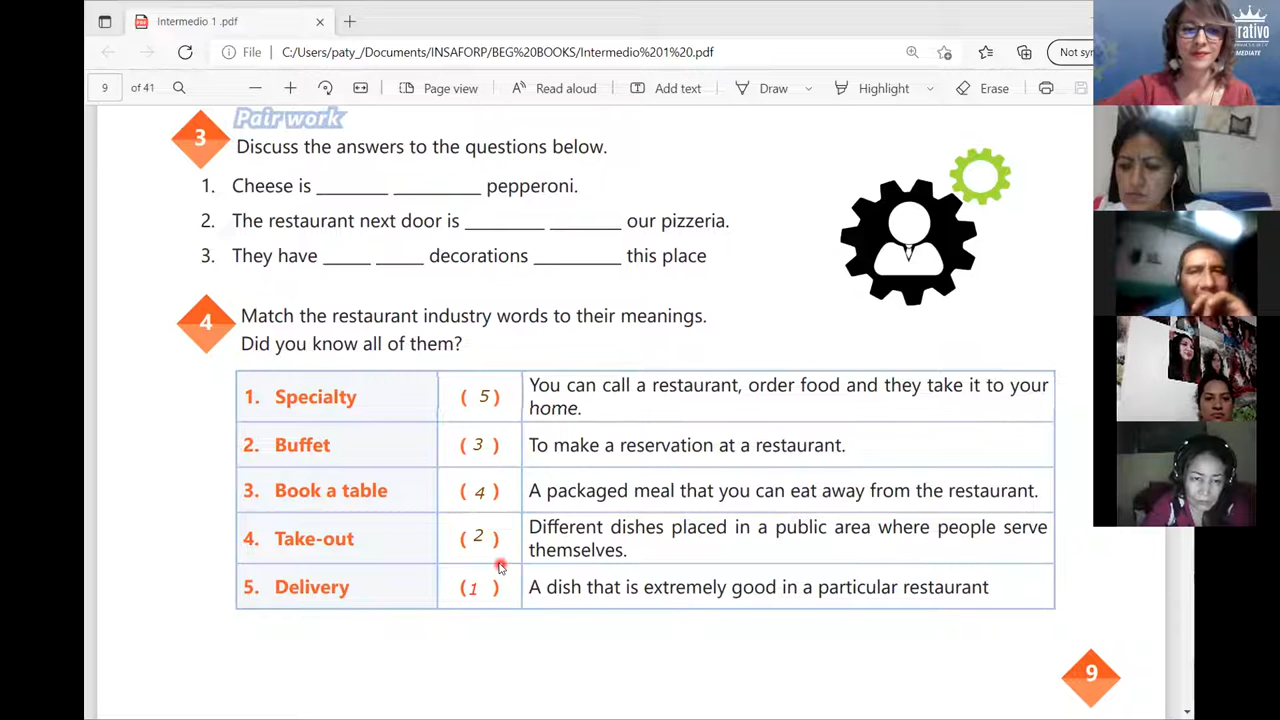 Intermedio 1 .pdf
File
C:/Users/paty_/Documents/INSAFORP/BEC%20BOOKS/Intermedio%201%20.pdf
Not syn
9 of 41
Page view
Read aloud
Add text
Draw
Highlight
Erase
rativo
MEDIATE
Pair work
3
Discuss the answers to the questions below.
1. Cheese is _______ ________ pepperoni.
2. The restaurant next door is ________ _______ our pizzeria.
3. They have _____ _____ decorations ________ this place
4
Match the restaurant industry words to their meanings.
Did you know all of them?
1. Specialty ( 5 ) You can call a restaurant, order food and they take it to your
home.
2. Buffet ( 3 ) To make a reservation at a restaurant.
3. Book a table ( 4 ) A packaged meal that you can eat away from the restaurant.
4. Take-out ( 2 ) Different dishes placed in a public area where people serve
themselves.
5. Delivery ( 1 ) A dish that is extremely good in a particular restaurant
9